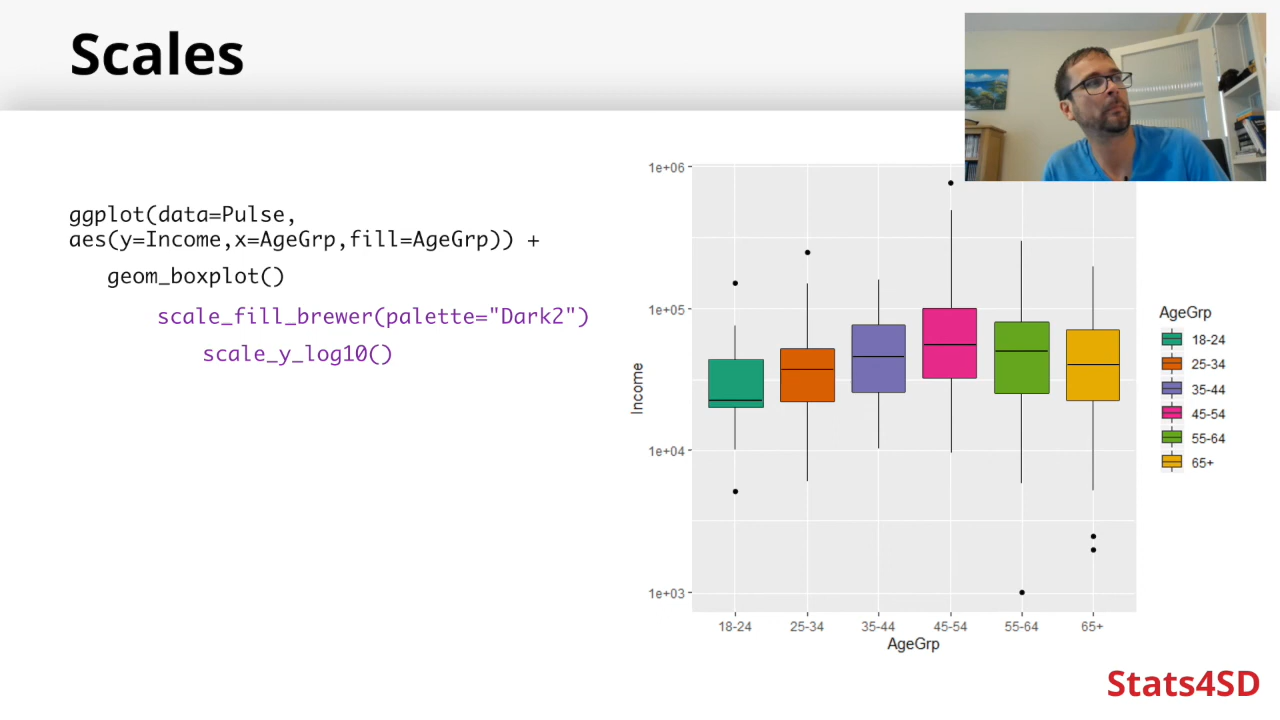 Scales
ggplot(data=Pulse,
aes(y=Income,x=AgeGrp,fill=AgeGrp)) +
geom_boxplot()
scale_fill_brewer(palette="Dark2")
scale_y_log10()
1e+06
1e+05
1e+04
1e+03
Income
18-24
25-34
35-44
45-54
55-64
65+
AgeGrp
AgeGrp
18-24
25-34
35-44
45-54
55-64
65+
Stats4SD